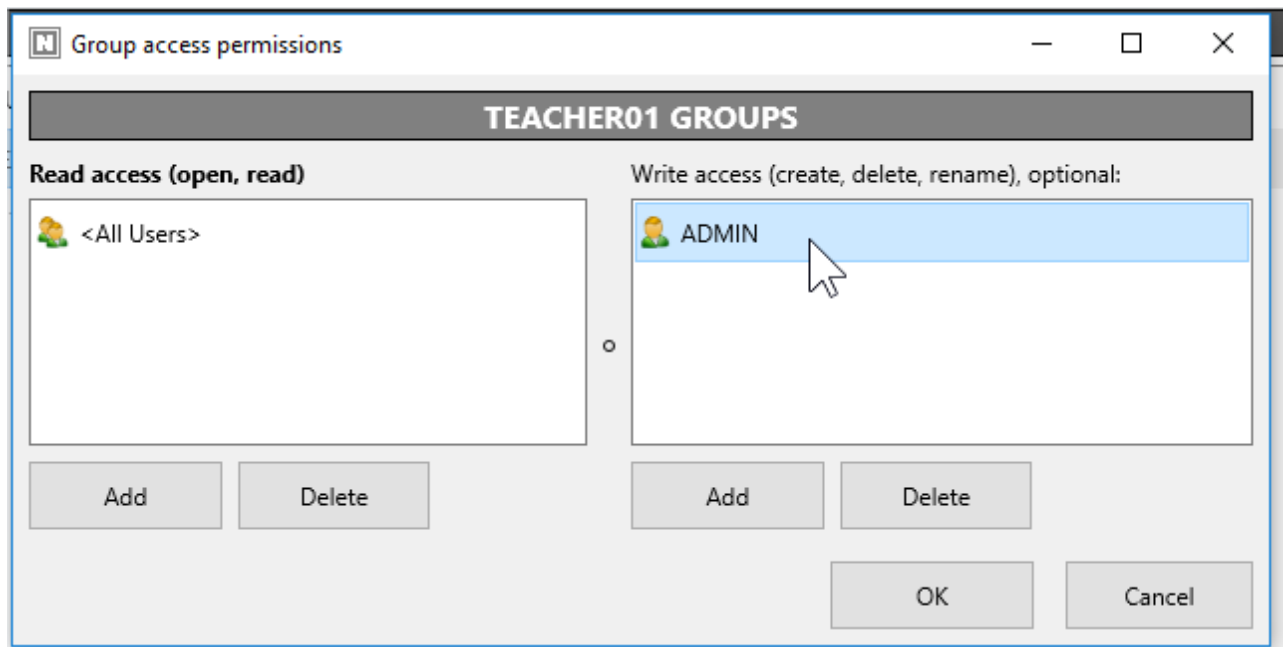 Group access permissions
TEACHER01 GROUPS
Read access (open, read)
Write access (create, delete, rename), optional:
<All Users>
ADMIN
Add
Delete
Add
Delete
OK
Cancel